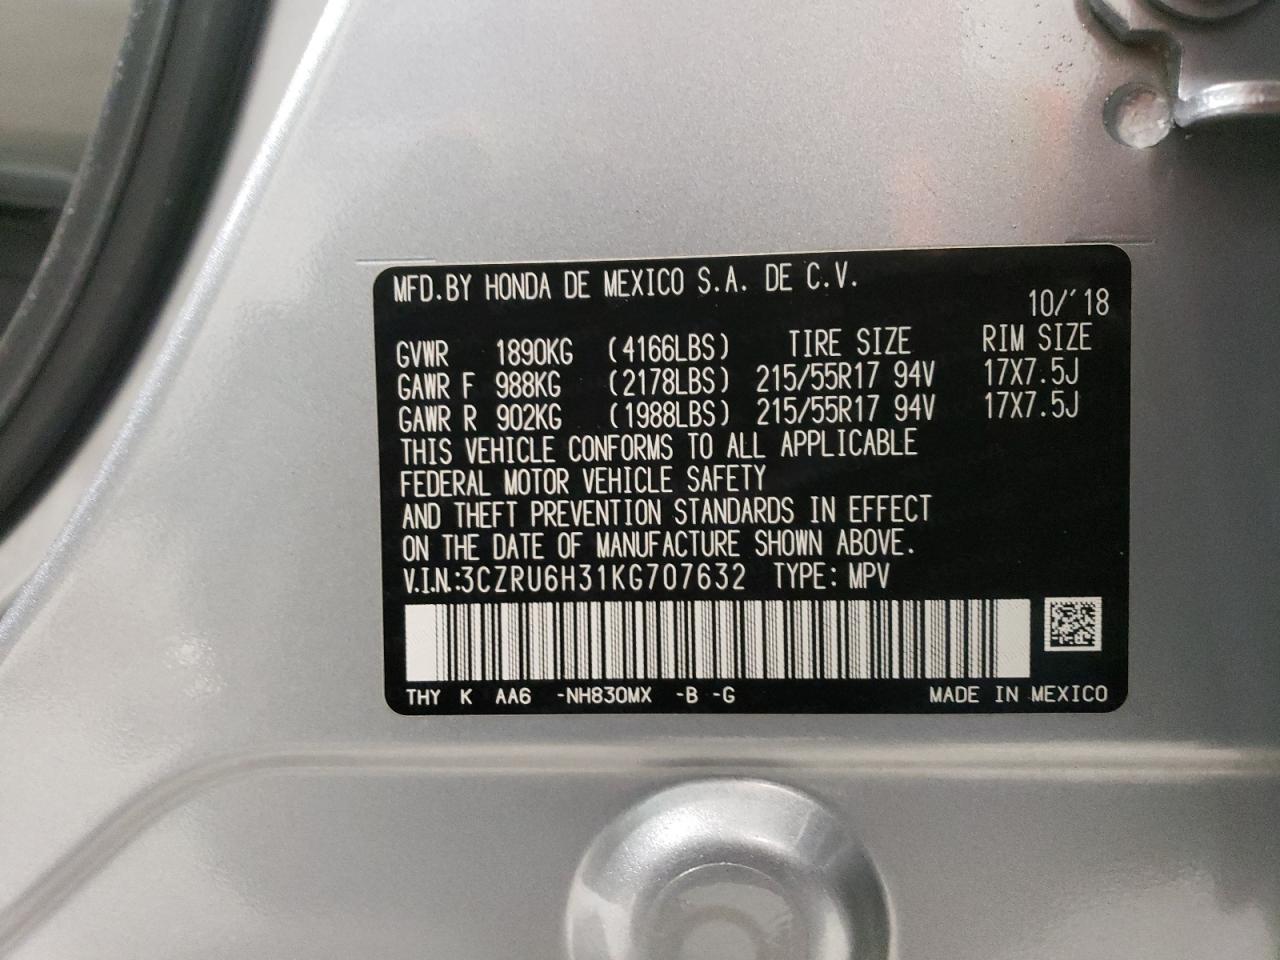 MFD.BY HONDA DE MEXICO S.A. DE C.V.
10/'18
GVWR 1890KG (4166LBS) TIRE SIZE RIM SIZE
GAWR F 988KG (2178LBS) 215/55R17 94V 17X7.5J
GAWR R 902KG (1988LBS) 215/55R17 94V 17X7.5J
THIS VEHICLE CONFORMS TO ALL APPLICABLE
FEDERAL MOTOR VEHICLE SAFETY
AND THEFT PREVENTION STANDARDS IN EFFECT
ON THE DATE OF MANUFACTURE SHOWN ABOVE.
V.I.N.:3CZRU6H31KG707632 TYPE: MPV
THY K AA6 -NH830MX -B -G MADE IN MEXICO